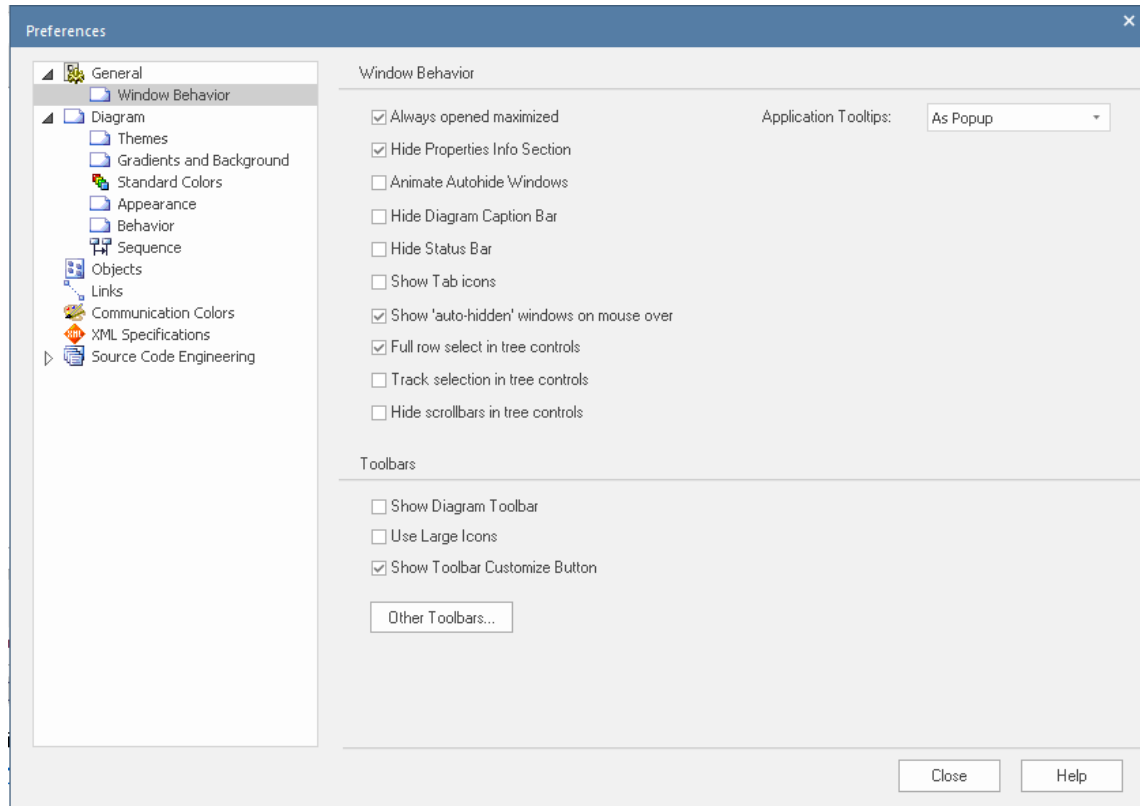 Preferences
General
Window Behavior
Diagram
Themes
Gradients and Background
Standard Colors
Appearance
Behavior
Sequence
Objects
Links
Communication Colors
XML Specifications
Source Code Engineering
Window Behavior
Always opened maximized
Application Tooltips: As Popup
Hide Properties Info Section
Animate Autohide Windows
Hide Diagram Caption Bar
Hide Status Bar
Show Tab icons
Show 'auto-hidden' windows on mouse over
Full row select in tree controls
Track selection in tree controls
Hide scrollbars in tree controls
Toolbars
Show Diagram Toolbar
Use Large Icons
Show Toolbar Customize Button
Other Toolbars...
Close Help